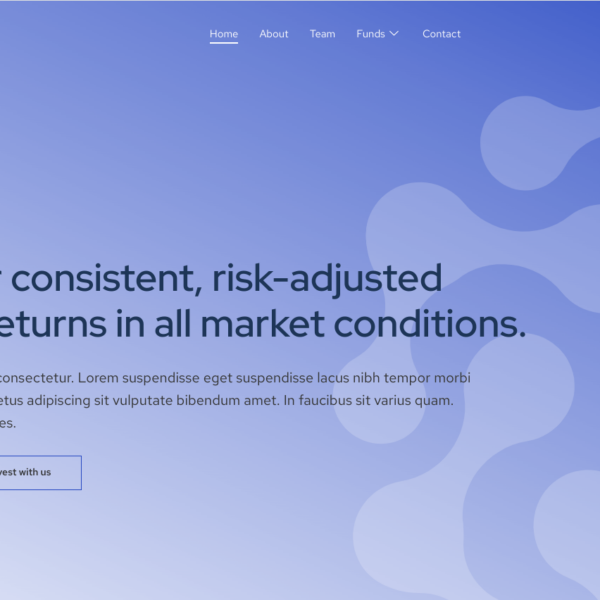 Home About Team Funds Contact
consistent, risk-adjusted
eturns in all market conditions.
consectetur. Lorem suspendisse eget suspendisse lacus nibh tempor morbi
etus adipiscing sit vulputate bibendum amet. In faucibus sit varius quam.
es.
vest with us